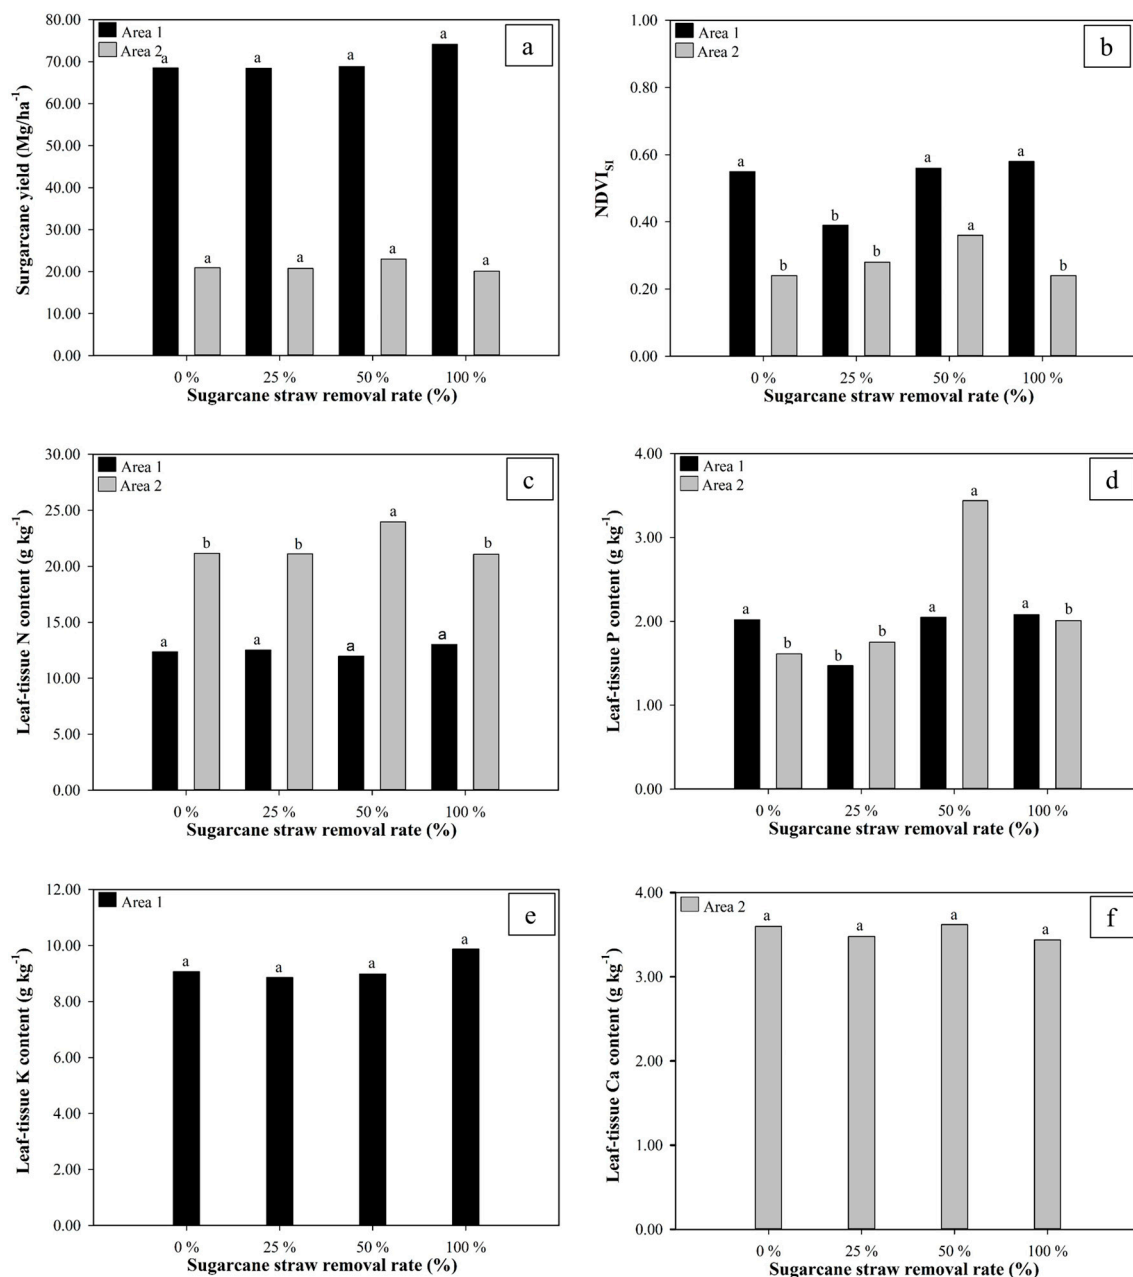 80.00
70.00
60.00
50.00
40.00
30.00
20.00
10.00
0.00
Surgarcane yield (Mg/ha⁻¹)
Area 1
Area 2
a
a a a a
a a a a
0 % 25 % 50 % 100 %
Sugarcane straw removal rate (%)
1.00
0.80
0.60
0.40
0.20
0.00
NDVI_SI
Area 1
Area 2
b
a b a a
b b a b
0 % 25 % 50 % 100 %
Sugarcane straw removal rate (%)
30.00
25.00
20.00
15.00
10.00
5.00
0.00
Leaf-tissue N content (g kg⁻¹)
Area 1
Area 2
c
b b a b
a a a a
0 % 25 % 50 % 100 %
Sugarcane straw removal rate (%)
4.00
3.00
2.00
1.00
0.00
Leaf-tissue P content (g kg⁻¹)
Area 1
Area 2
d
a b a a
b b a b
0 % 25 % 50 % 100 %
Sugarcane straw removal rate (%)
12.00
10.00
8.00
6.00
4.00
2.00
0.00
Leaf-tissue K content (g kg⁻¹)
Area 1
e
a a a a
0 % 25 % 50 % 100 %
Sugarcane straw removal rate (%)
4.00
3.00
2.00
1.00
0.00
Leaf-tissue Ca content (g kg⁻¹)
Area 2
f
a a a a
0 % 25 % 50 % 100 %
Sugarcane straw removal rate (%)